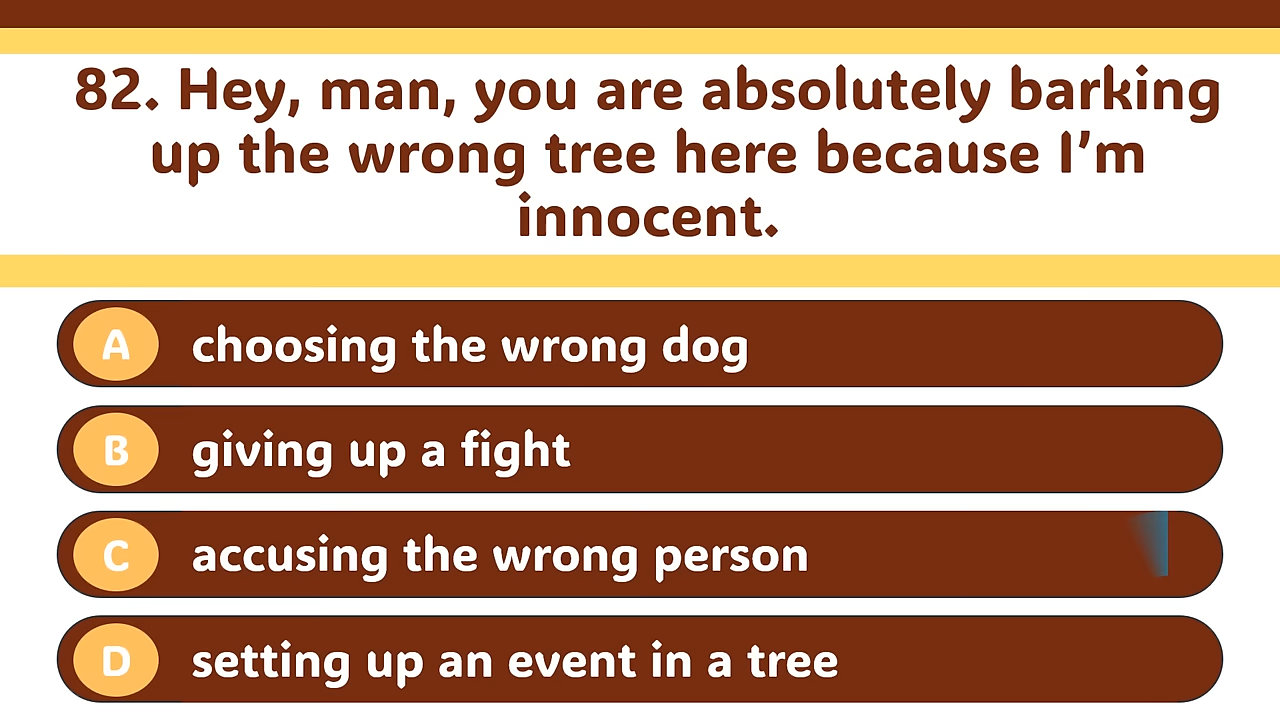 82. Hey, man, you are absolutely barking
up the wrong tree here because I’m
innocent.
A choosing the wrong dog
B giving up a fight
C accusing the wrong person
D setting up an event in a tree